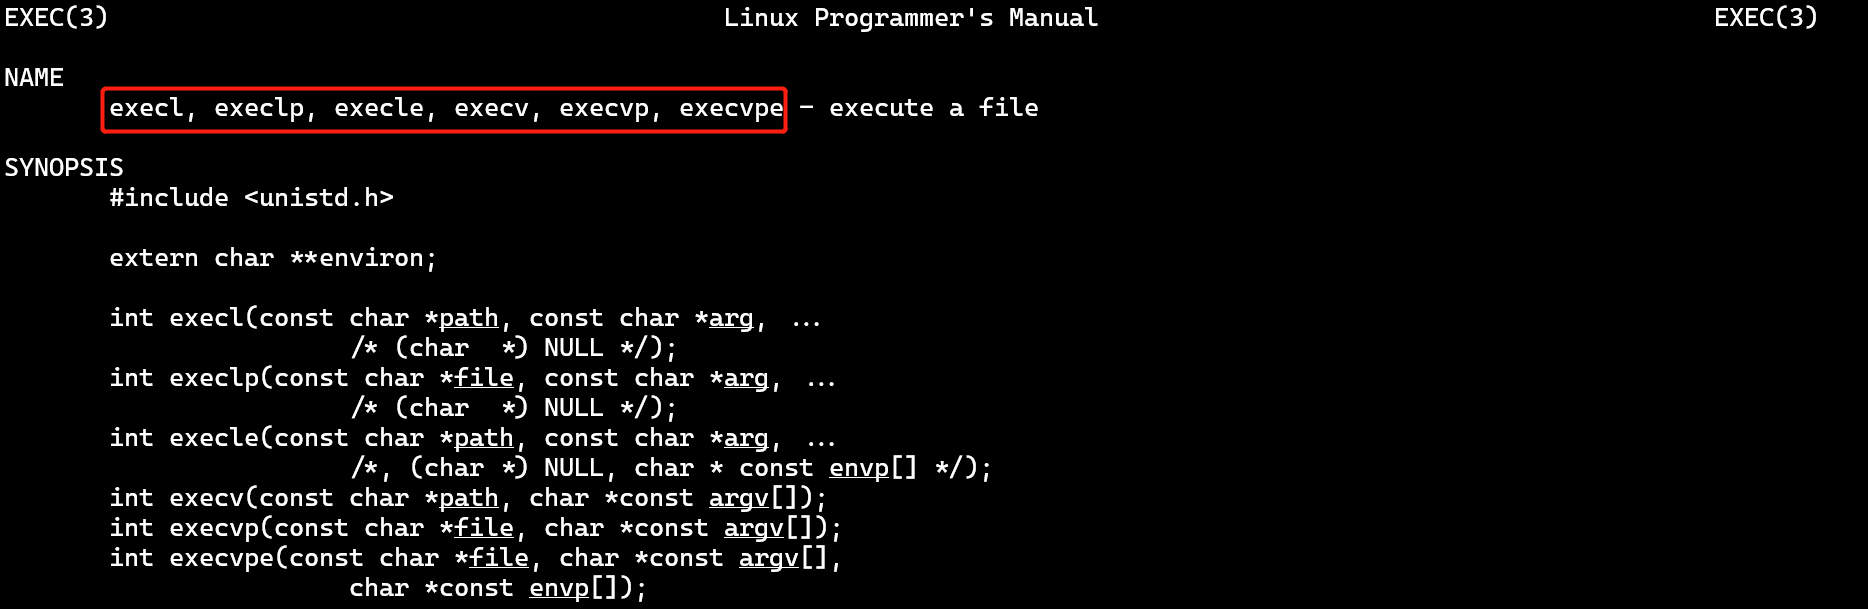 EXEC(3) Linux Programmer's Manual EXEC(3)
NAME
execl, execlp, execle, execv, execvp, execvpe - execute a file
SYNOPSIS
#include <unistd.h>
extern char **environ;
int execl(const char *path, const char *arg, ...
/* (char  *) NULL */);
int execlp(const char *file, const char *arg, ...
/* (char  *) NULL */);
int execle(const char *path, const char *arg, ...
/*, (char *) NULL, char * const envp[] */);
int execv(const char *path, char *const argv[]);
int execvp(const char *file, char *const argv[]);
int execvpe(const char *file, char *const argv[],
char *const envp[]);